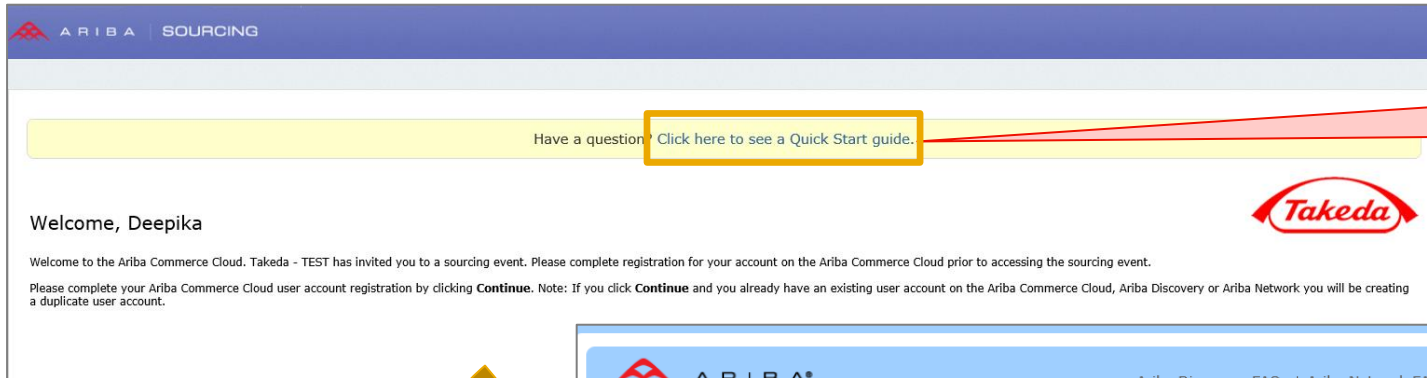 ARIBA | SOURCING
Have a question? Click here to see a Quick Start guide.
Takeda
Welcome, Deepika
Welcome to the Ariba Commerce Cloud. Takeda - TEST has invited you to a sourcing event. Please complete registration for your account on the Ariba Commerce Cloud prior to accessing the sourcing event.
Please complete your Ariba Commerce Cloud user account registration by clicking Continue. Note: If you click Continue and you already have an existing user account on the Ariba Commerce Cloud, Ariba Discovery or Ariba Network you will be creating
a duplicate user account.
ARIBA